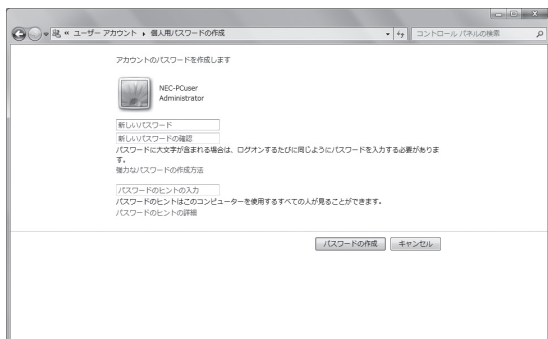 « ユーザー アカウント ▸ 個人用パスワードの作成
コントロール パネルの検索
アカウントのパスワードを作成します
NEC-PCuser
Administrator
新しいパスワード
新しいパスワードの確認
パスワードに大文字が含まれる場合は、ログオンするたびに同じようにパスワードを入力する必要がありま
す。
強力なパスワードの作成方法
パスワードのヒントの入力
パスワードのヒントはこのコンピューターを使用するすべての人が見ることができます。
パスワードのヒントの詳細
パスワードの作成
キャンセル